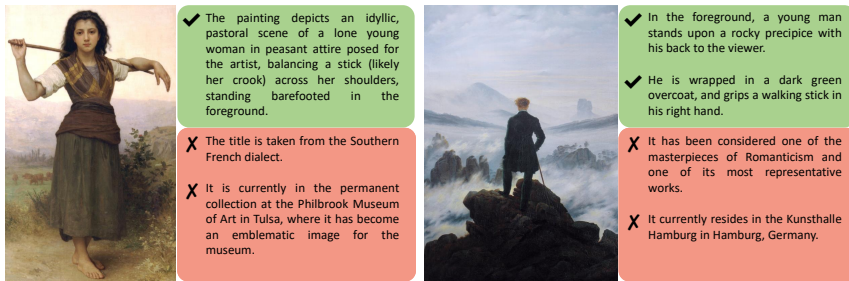 ✔ The painting depicts an idyllic,
pastoral scene of a lone young
woman in peasant attire posed for
the artist, balancing a stick (likely
her crook) across her shoulders,
standing barefooted in the
foreground.
✗ The title is taken from the Southern
French dialect.
✗ It is currently in the permanent
collection at the Philbrook Museum
of Art in Tulsa, where it has become
an emblematic image for the
museum.
✔ In the foreground, a young man
stands upon a rocky precipice with
his back to the viewer.
✔ He is wrapped in a dark green
overcoat, and grips a walking stick in
his right hand.
✗ It has been considered one of the
masterpieces of Romanticism and
one of its most representative
works.
✗ It currently resides in the Kunsthalle
Hamburg in Hamburg, Germany.